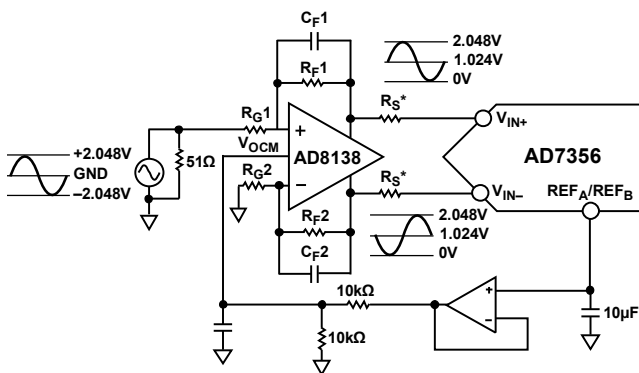 CF1
2.048V
1.024V
0V
RF1
RS*
RG1
VIN+
+
VOCM
AD8138
AD7356
+2.048V
GND
–2.048V
51Ω
RG2
–
RS*
VIN–
REFA/REFB
RF2
2.048V
1.024V
0V
CF2
10kΩ
+
–
10µF
10kΩ